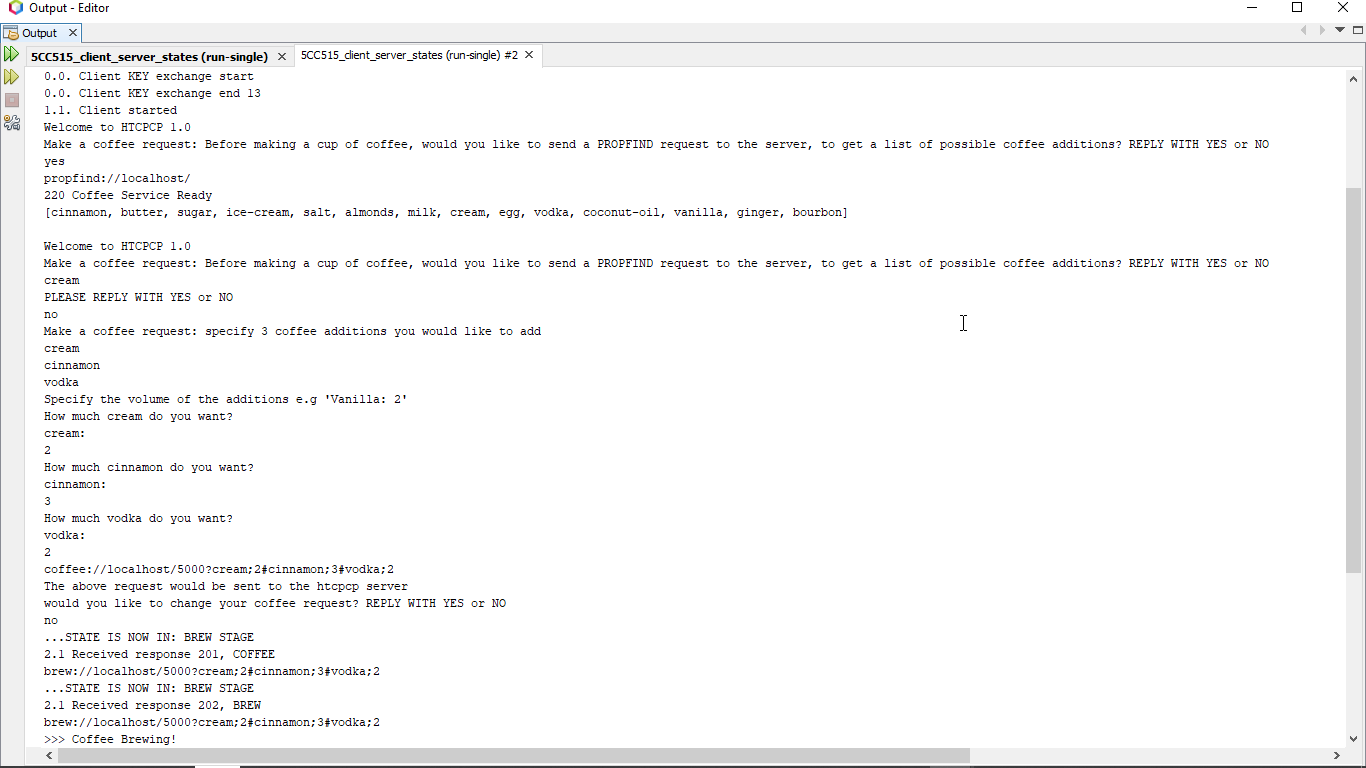 Output - Editor
Output
5CC515_client_server_states (run-single)
5CC515_client_server_states (run-single) #2
0.0. Client KEY exchange start
0.0. Client KEY exchange end 13
1.1. Client started
Welcome to HTCPCP 1.0
Make a coffee request: Before making a cup of coffee, would you like to send a PROPFIND request to the server, to get a list of possible coffee additions? REPLY WITH YES or NO
yes
propfind://localhost/
220 Coffee Service Ready
[cinnamon, butter, sugar, ice-cream, salt, almonds, milk, cream, egg, vodka, coconut-oil, vanilla, ginger, bourbon]
Welcome to HTCPCP 1.0
Make a coffee request: Before making a cup of coffee, would you like to send a PROPFIND request to the server, to get a list of possible coffee additions? REPLY WITH YES or NO
cream
PLEASE REPLY WITH YES or NO
no
Make a coffee request: specify 3 coffee additions you would like to add
cream
cinnamon
vodka
Specify the volume of the additions e.g 'Vanilla: 2'
How much cream do you want?
cream:
2
How much cinnamon do you want?
cinnamon:
3
How much vodka do you want?
vodka:
2
coffee://localhost/5000?cream;2#cinnamon;3#vodka;2
The above request would be sent to the htcpcp server
would you like to change your coffee request? REPLY WITH YES or NO
no
...STATE IS NOW IN: BREW STAGE
2.1 Received response 201, COFFEE
brew://localhost/5000?cream;2#cinnamon;3#vodka;2
...STATE IS NOW IN: BREW STAGE
2.1 Received response 202, BREW
brew://localhost/5000?cream;2#cinnamon;3#vodka;2
>>> Coffee Brewing!